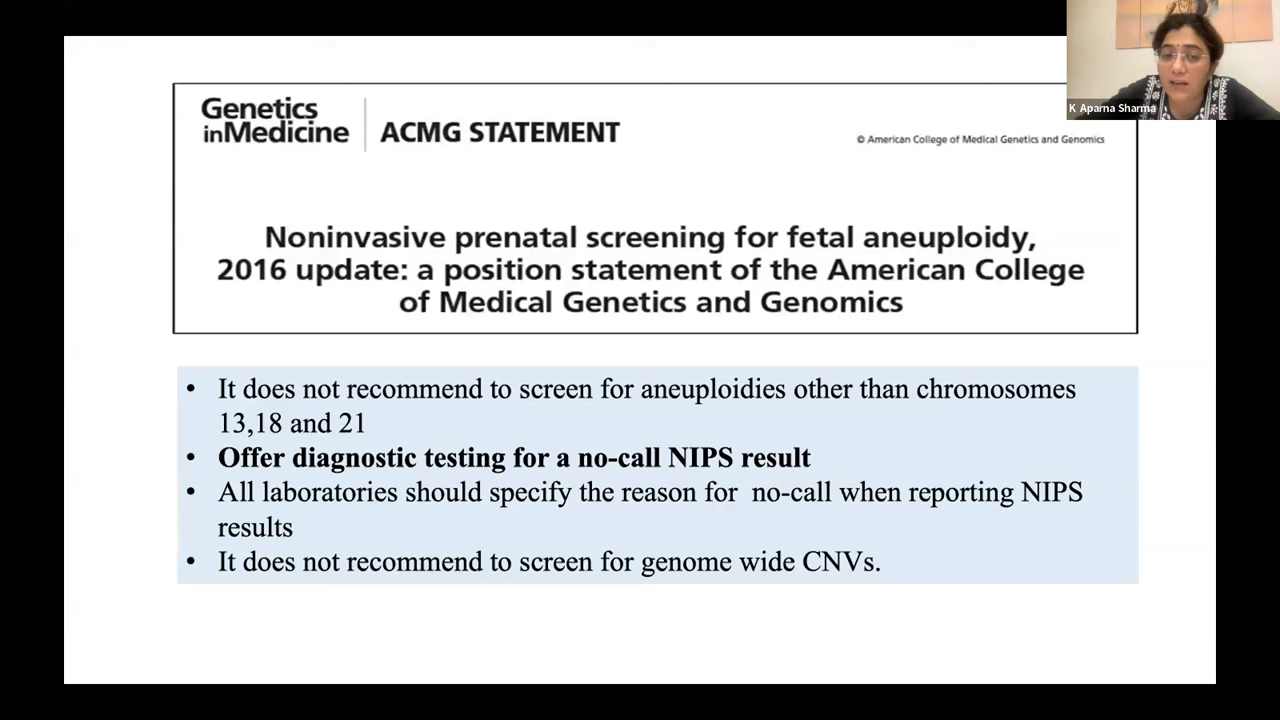 K Aparna Sharma
Genetics
inMedicine
ACMG STATEMENT
© American College of Medical Genetics and Genomics
Noninvasive prenatal screening for fetal aneuploidy,
2016 update: a position statement of the American College
of Medical Genetics and Genomics
• It does not recommend to screen for aneuploidies other than chromosomes
13,18 and 21
• Offer diagnostic testing for a no-call NIPS result
• All laboratories should specify the reason for no-call when reporting NIPS
results
• It does not recommend to screen for genome wide CNVs.